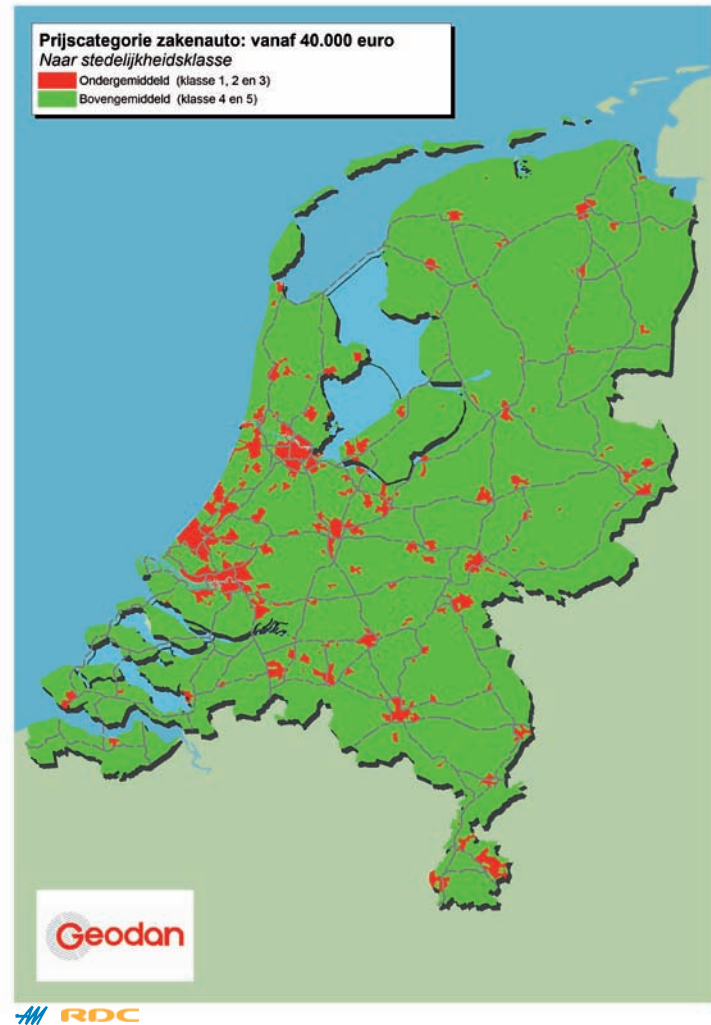 Prijscategorie zakenauto: vanaf 40.000 euro
Naar stedelijkheidsklasse
Ondergemiddeld (klasse 1, 2 en 3)
Bovengemiddeld (klasse 4 en 5)
Geodan
AM RDC